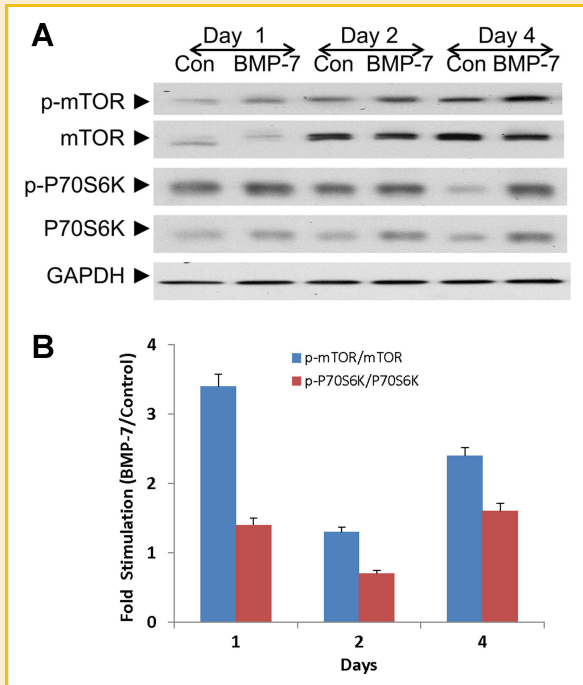 A
Day 1 Day 2 Day 4
Con BMP-7 Con BMP-7 Con BMP-7
p-mTOR
mTOR
p-P70S6K
P70S6K
GAPDH
B
Fold Stimulation (BMP-7/Control)
4
3
2
1
0
p-mTOR/mTOR
p-P70S6K/P70S6K
1 2 4
Days